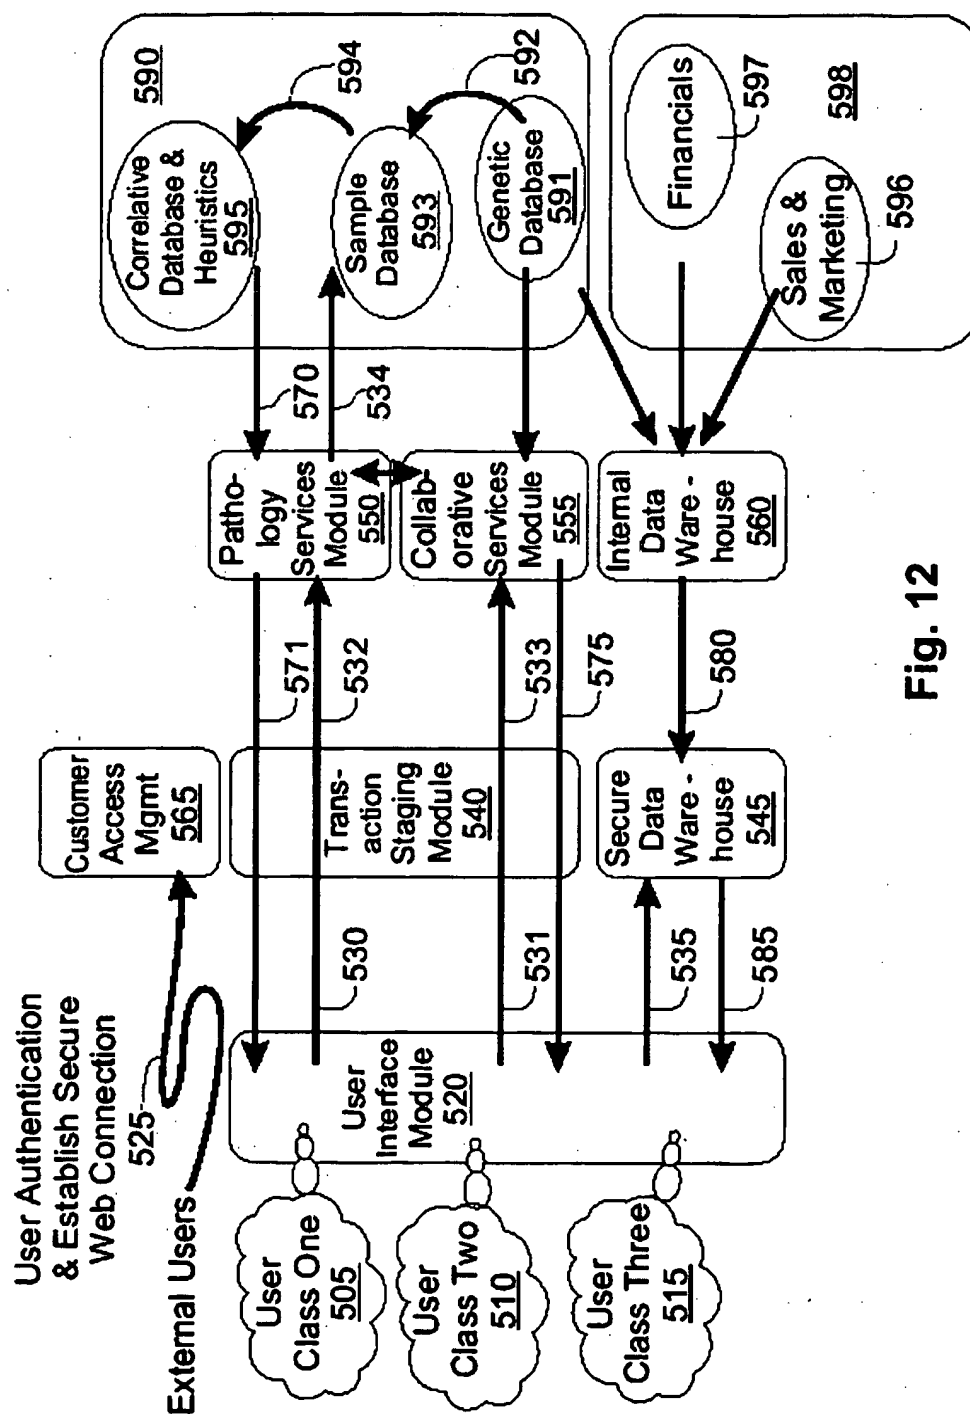 User Authentication
& Establish Secure
Web Connection
525
External Users
User
Class One
505
User
Class Two
510
User
Class Three
515
User
Interface
Module
520
530
531
535
585
Customer
Access
Mgmt
565
Trans-
action
Staging
Module
540
Secure
Data
Ware -
house
545
571
532
533
575
580
Patho-
logy
Services
Module
550
Collab-
orative
Services
Module
555
Internal
Data
Ware -
house
560
570
534
590
Correlative
Database &
Heuristics
595
594
Sample
Database
593
592
Genetic
Database
591
Financials
597
598
Sales &
Marketing
596
Fig. 12